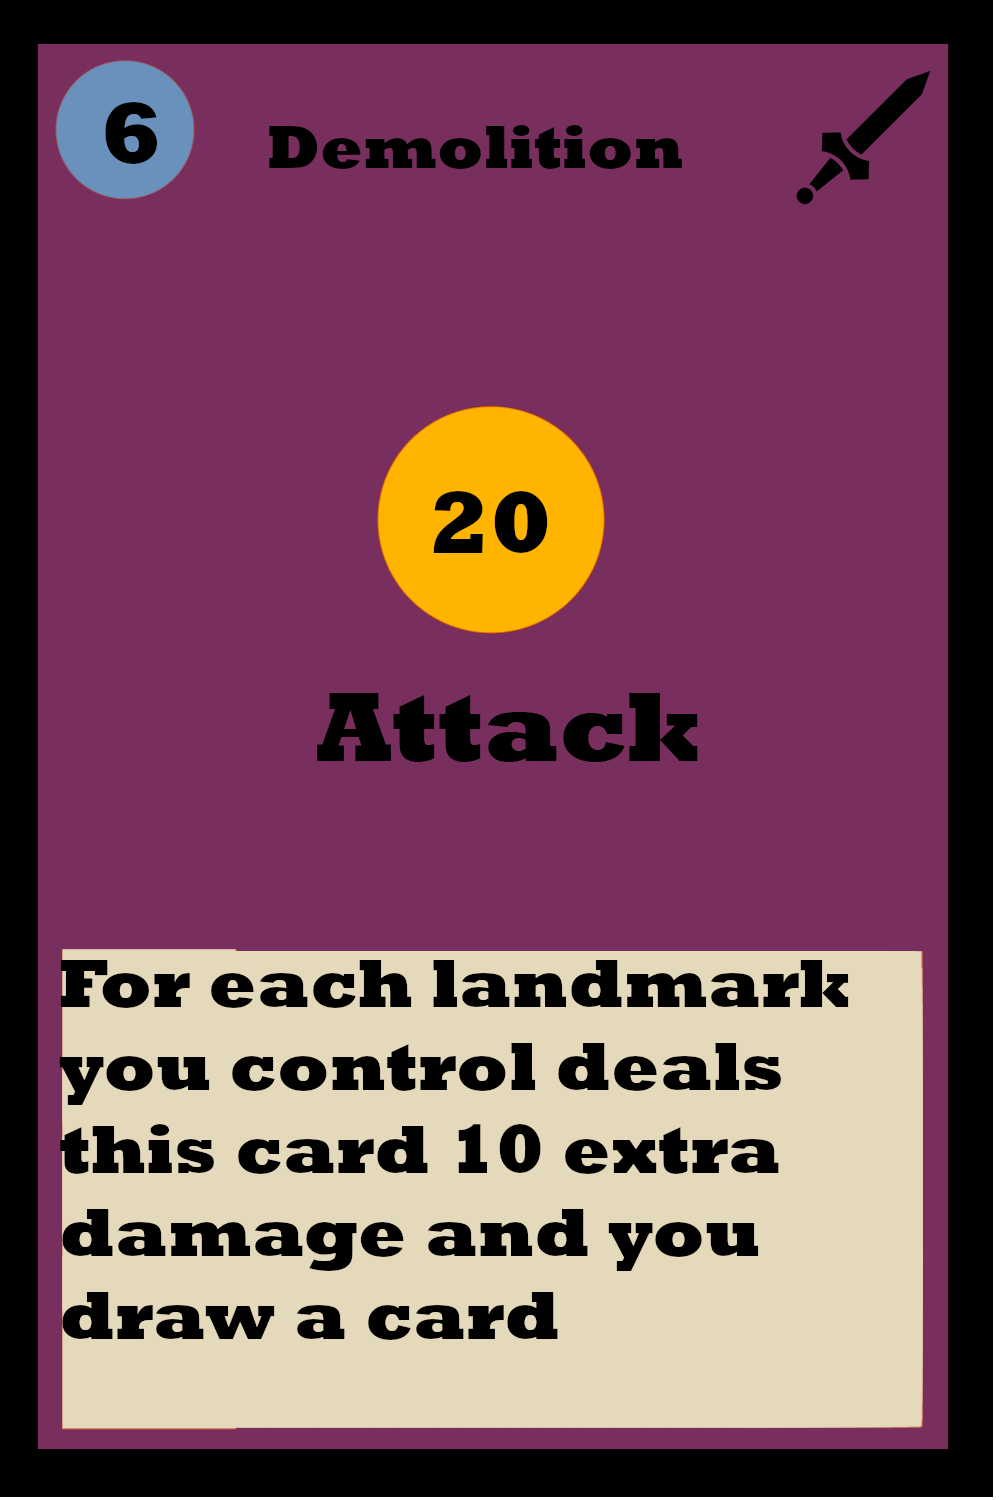 6
Demolition
20
Attack
For each landmark
you control deals
this card 10 extra
damage and you
draw a card